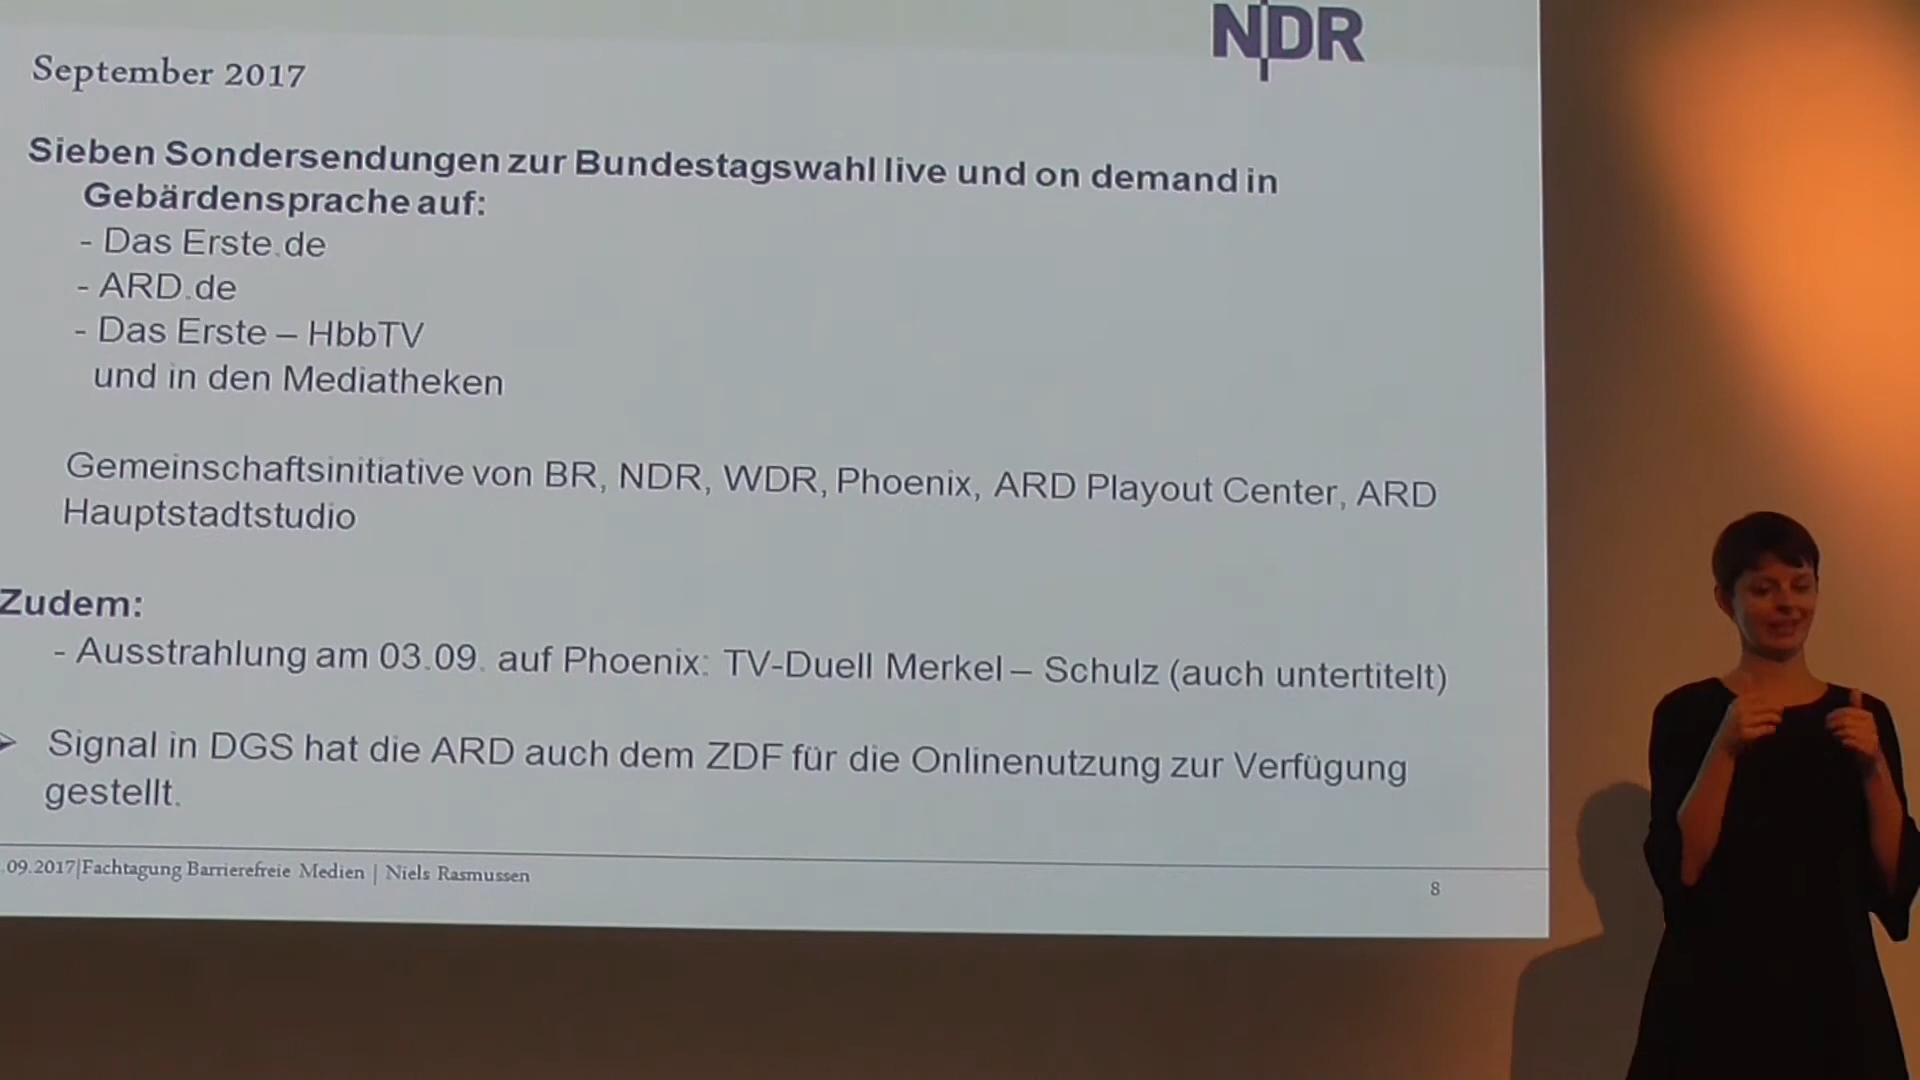 NDR
September 2017
Sieben Sondersendungen zur Bundestagswahl live und on demand in
Gebärdensprache auf:
- Das Erste.de
- ARD.de
- Das Erste – HbbTV
und in den Mediatheken
Gemeinschaftsinitiative von BR, NDR, WDR, Phoenix, ARD Playout Center, ARD
Hauptstadtstudio
Zudem:
- Ausstrahlung am 03.09. auf Phoenix: TV-Duell Merkel – Schulz (auch untertitelt)
➢ Signal in DGS hat die ARD auch dem ZDF für die Onlinenutzung zur Verfügung
gestellt.
.09.2017|Fachtagung Barrierefreie Medien | Niels Rasmussen
8